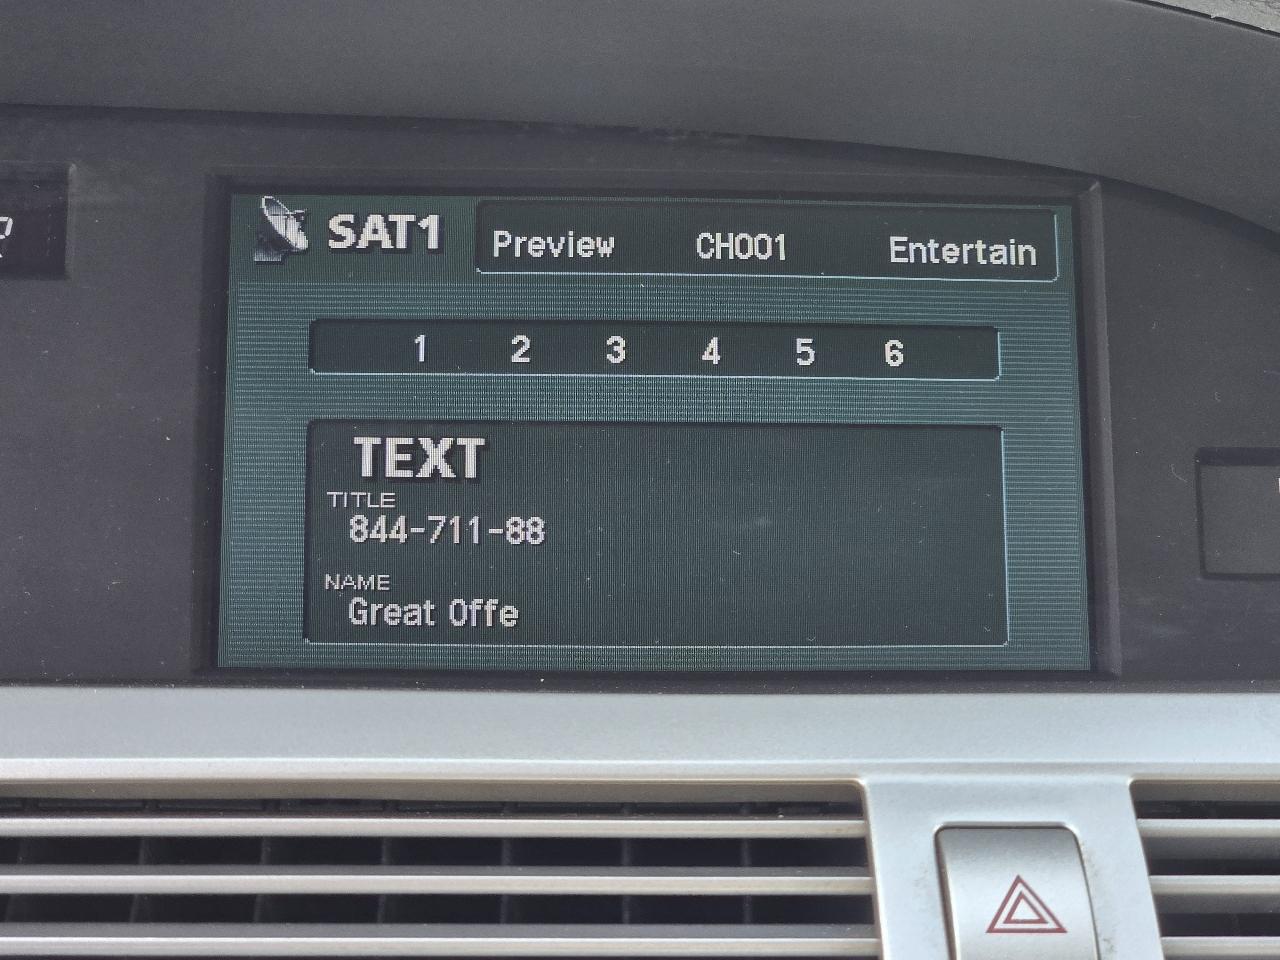 SAT1 Preview CH001 Entertain
1 2 3 4 5 6
TEXT
TITLE
844-711-88
NAME
Great Offe